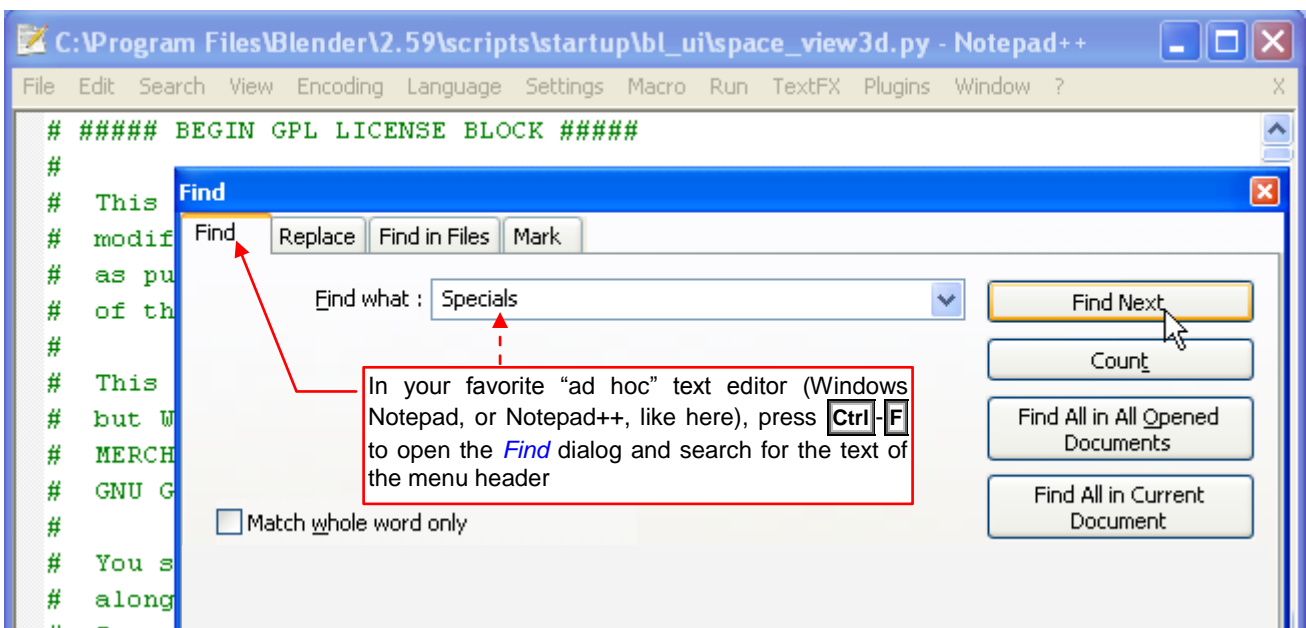 C:\Program Files\Blender\2.59\scripts\startup\bl_ui\space_view3d.py - Notepad++
File Edit Search View Encoding Language Settings Macro Run TextFX Plugins Window ? X
# ##### BEGIN GPL LICENSE BLOCK #####
#
# This
# modif
# as pu
# of th
#
# This
# but W
# MERCH
# GNU G
#
# You s
# along
Find
Find Replace Find in Files Mark
Find what : Specials
Find Next
Count
Find All in All Opened
Documents
Find All in Current
Document
In your favorite “ad hoc” text editor (Windows
Notepad, or Notepad++, like here), press Ctrl-F
to open the Find dialog and search for the text of
the menu header
Match whole word only